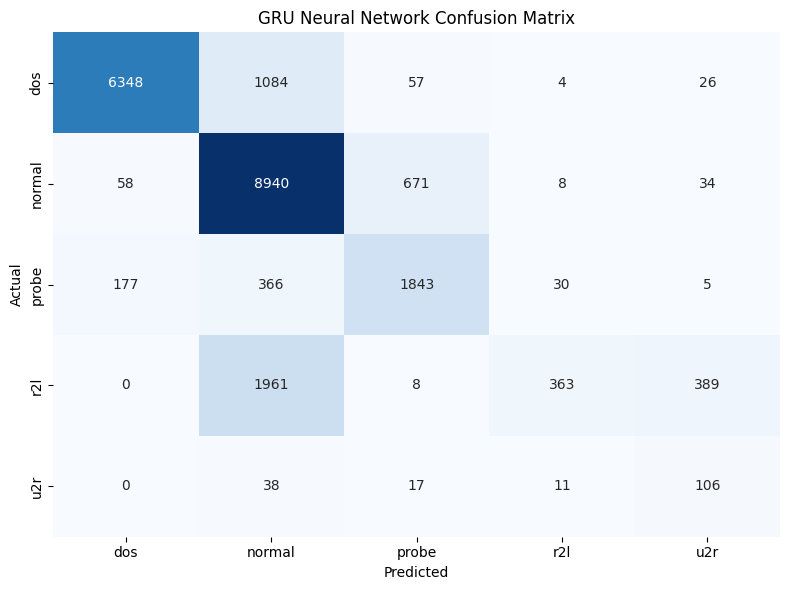 GRU Neural Network Confusion Matrix
dos 6348 1084 57 4 26
normal 58 8940 671 8 34
probe 177 366 1843 30 5
r2l 0 1961 8 363 389
u2r 0 38 17 11 106
Actual
dos normal probe r2l u2r
Predicted